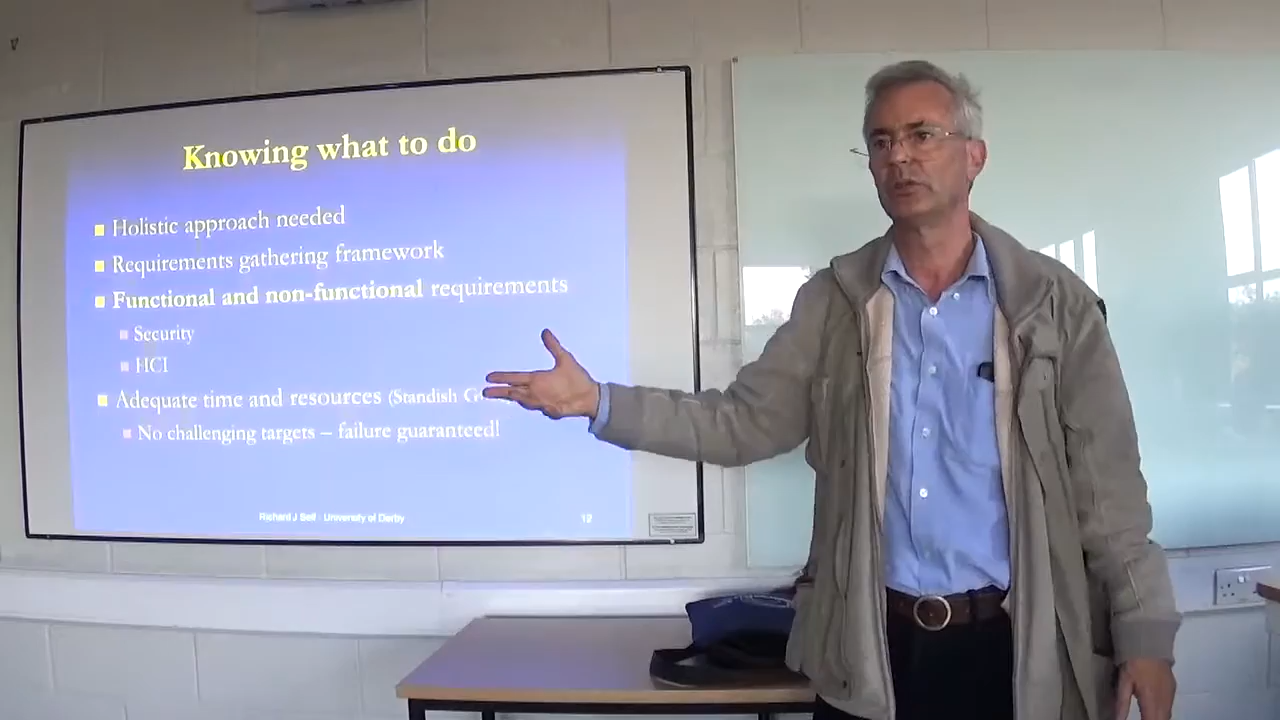 Knowing what to do
Holistic approach needed
Requirements gathering framework
Functional and non-functional requirements
Security
HCI
Adequate time and resources (Standish
No challenging targets – failure guaranteed!
Richard J Self - University of Derby
12